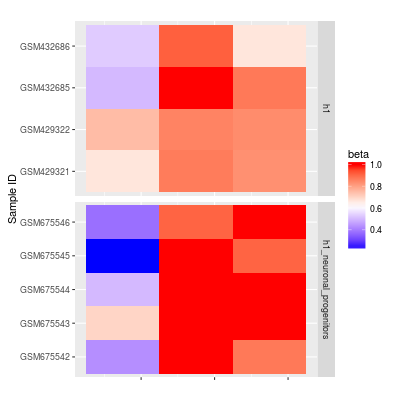 Sample ID
GSM432686
GSM432685
GSM429322
GSM429321
h1
GSM675546
GSM675545
GSM675544
GSM675543
GSM675542
h1_neuronal_progenitors
beta
1.0
0.8
0.6
0.4